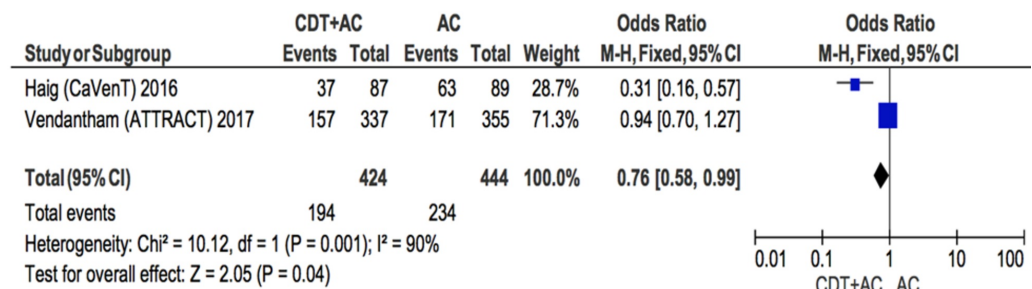 CDT+AC AC Odds Ratio Odds Ratio
Study or Subgroup Events Total Events Total Weight M-H, Fixed, 95% CI M-H, Fixed, 95% CI
Haig (CaVenT) 2016 37 87 63 89 28.7% 0.31 [0.16, 0.57]
Vendantham (ATTRACT) 2017 157 337 171 355 71.3% 0.94 [0.70, 1.27]
Total (95% CI) 424 444 100.0% 0.76 [0.58, 0.99]
Total events 194 234
Heterogeneity: Chi² = 10.12, df = 1 (P = 0.001); I² = 90%
Test for overall effect: Z = 2.05 (P = 0.04)
0.01 0.1 1 10 100
CDT+AC AC